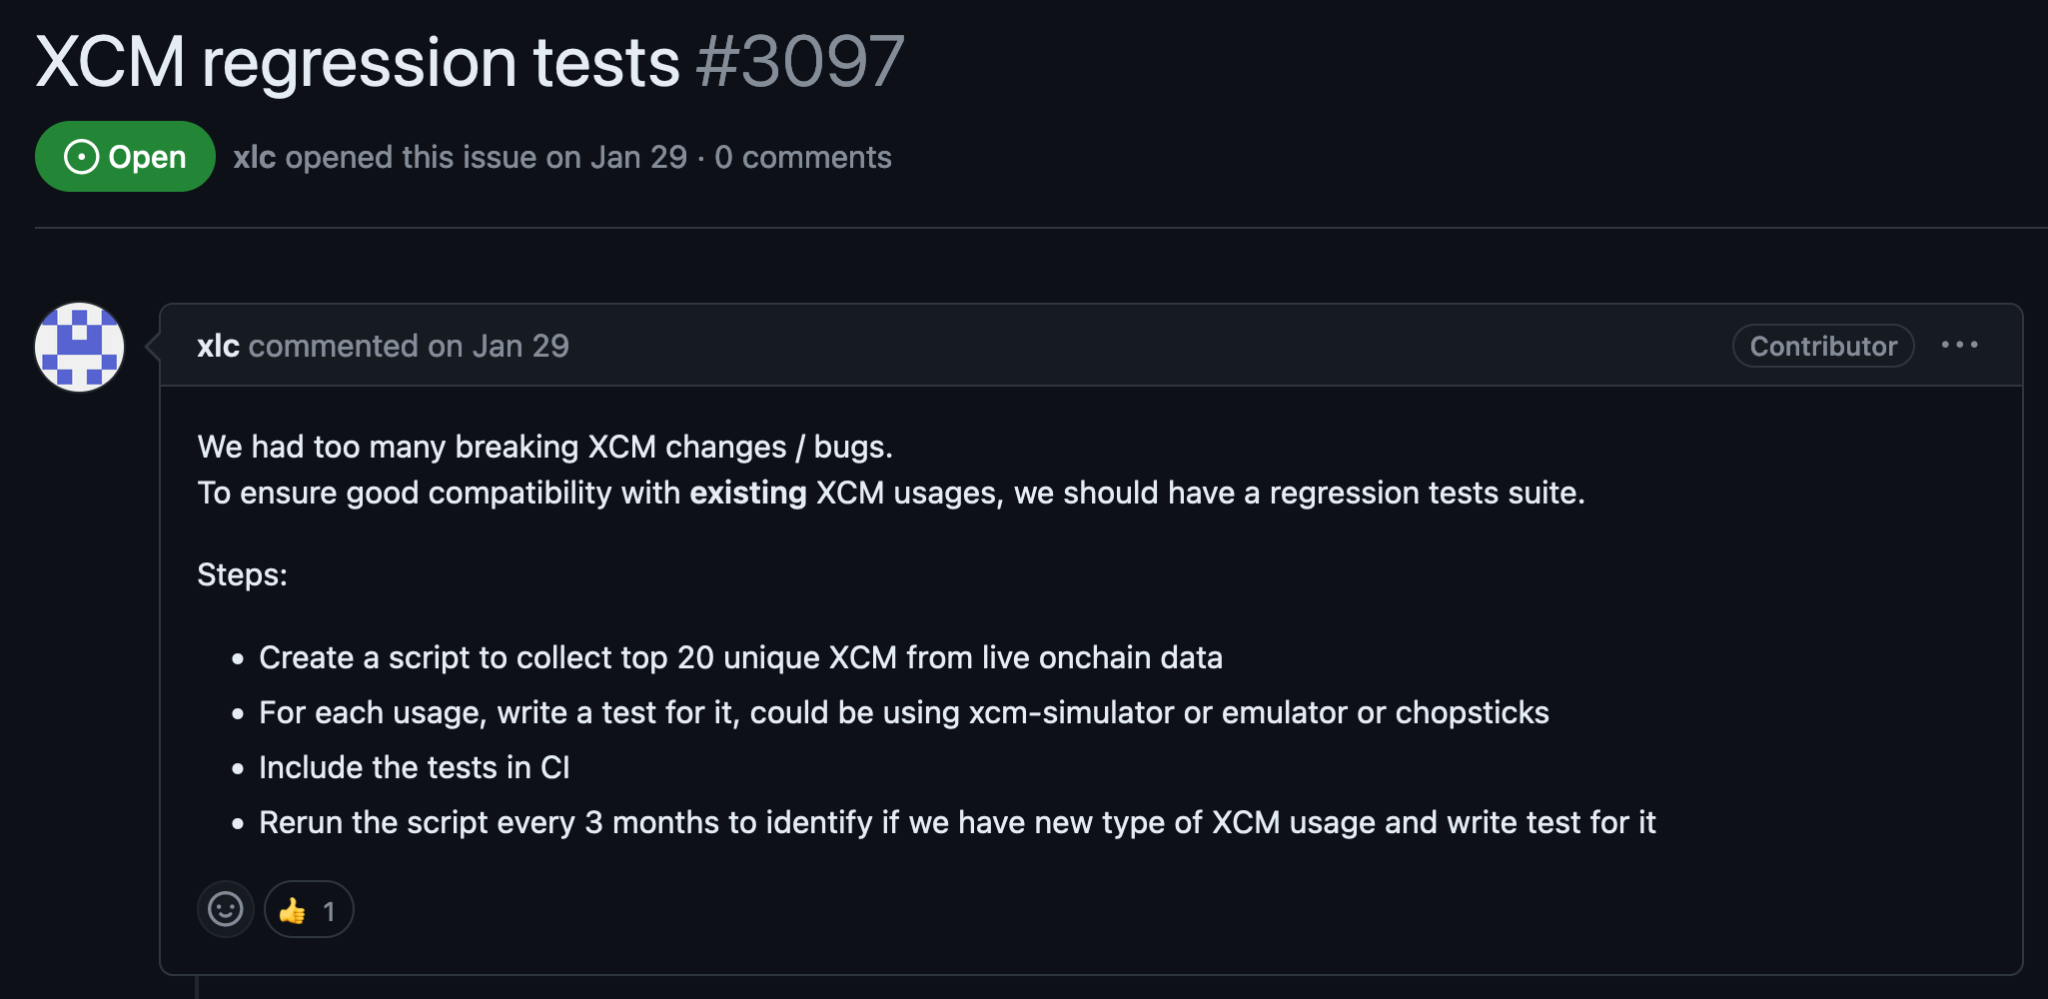 XCM regression tests #3097
Open xlc opened this issue on Jan 29 · 0 comments
xlc commented on Jan 29 Contributor ...
We had too many breaking XCM changes / bugs.
To ensure good compatibility with existing XCM usages, we should have a regression tests suite.
Steps:
• Create a script to collect top 20 unique XCM from live onchain data
• For each usage, write a test for it, could be using xcm-simulator or emulator or chopsticks
• Include the tests in CI
• Rerun the script every 3 months to identify if we have new type of XCM usage and write test for it
👍 1